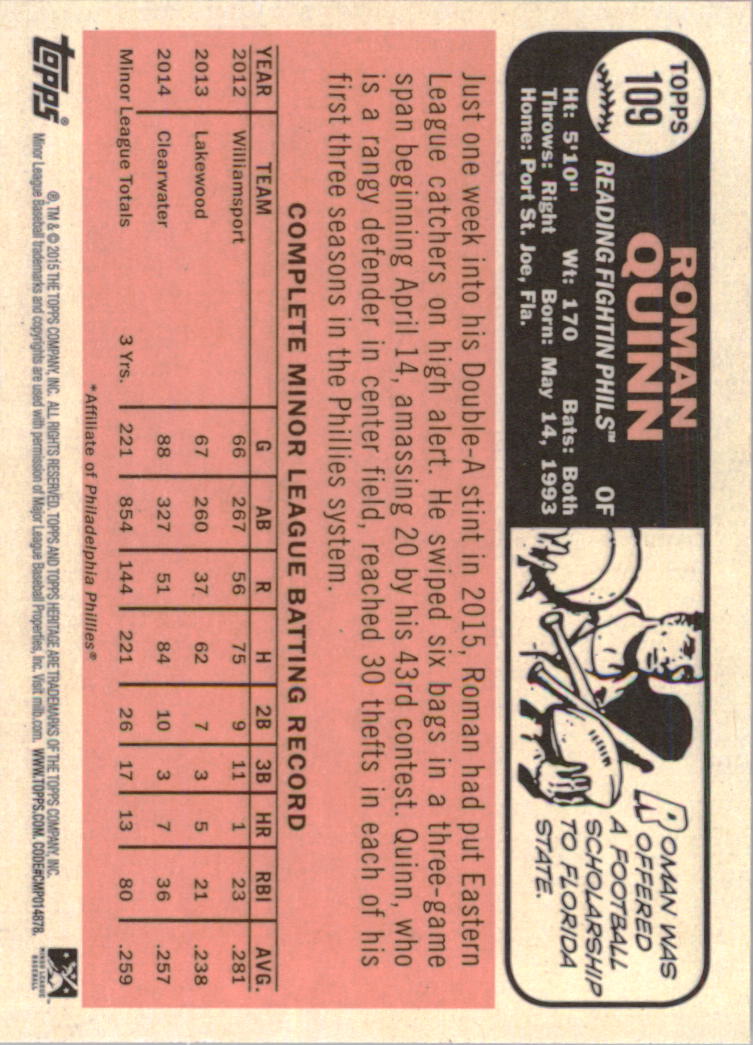 TOPPS
109
ROMAN
QUINN
READING FIGHTIN PHILS™ OF
Ht: 5'10" Wt: 170 Bats: Both
Throws: Right Born: May 14, 1993
Home: Port St. Joe, Fla.
ROMAN WAS
OFFERED
A FOOTBALL
SCHOLARSHIP
TO FLORIDA
STATE.
Just one week into his Double-A stint in 2015, Roman had put Eastern
League catchers on high alert. He swiped six bags in a three-game
span beginning April 14, amassing 20 by his 43rd contest. Quinn, who
is a rangy defender in center field, reached 30 thefts in each of his
first three seasons in the Phillies system.
COMPLETE MINOR LEAGUE BATTING RECORD
YEAR TEAM G AB R H 2B 3B HR RBI AVG.
2012 Williamsport 66 267 56 75 9 11 1 23 .281
2013 Lakewood 67 260 37 62 7 3 5 21 .238
2014 Clearwater 88 327 51 84 10 3 7 36 .257
Minor League Totals 3 Yrs. 221 854 144 221 26 17 13 80 .259
*Affiliate of Philadelphia Phillies®
topps®
®, TM & © 2015 THE TOPPS COMPANY, INC. ALL RIGHTS RESERVED. TOPPS AND TOPPS HERITAGE ARE TRADEMARKS OF THE TOPPS COMPANY, INC.
Minor League Baseball trademarks and copyrights are used with permission of Major League Baseball Properties, Inc. Visit milb.com. WWW.TOPPS.COM. CODE#CMP014878.
MINOR LEAGUE
BASEBALL™